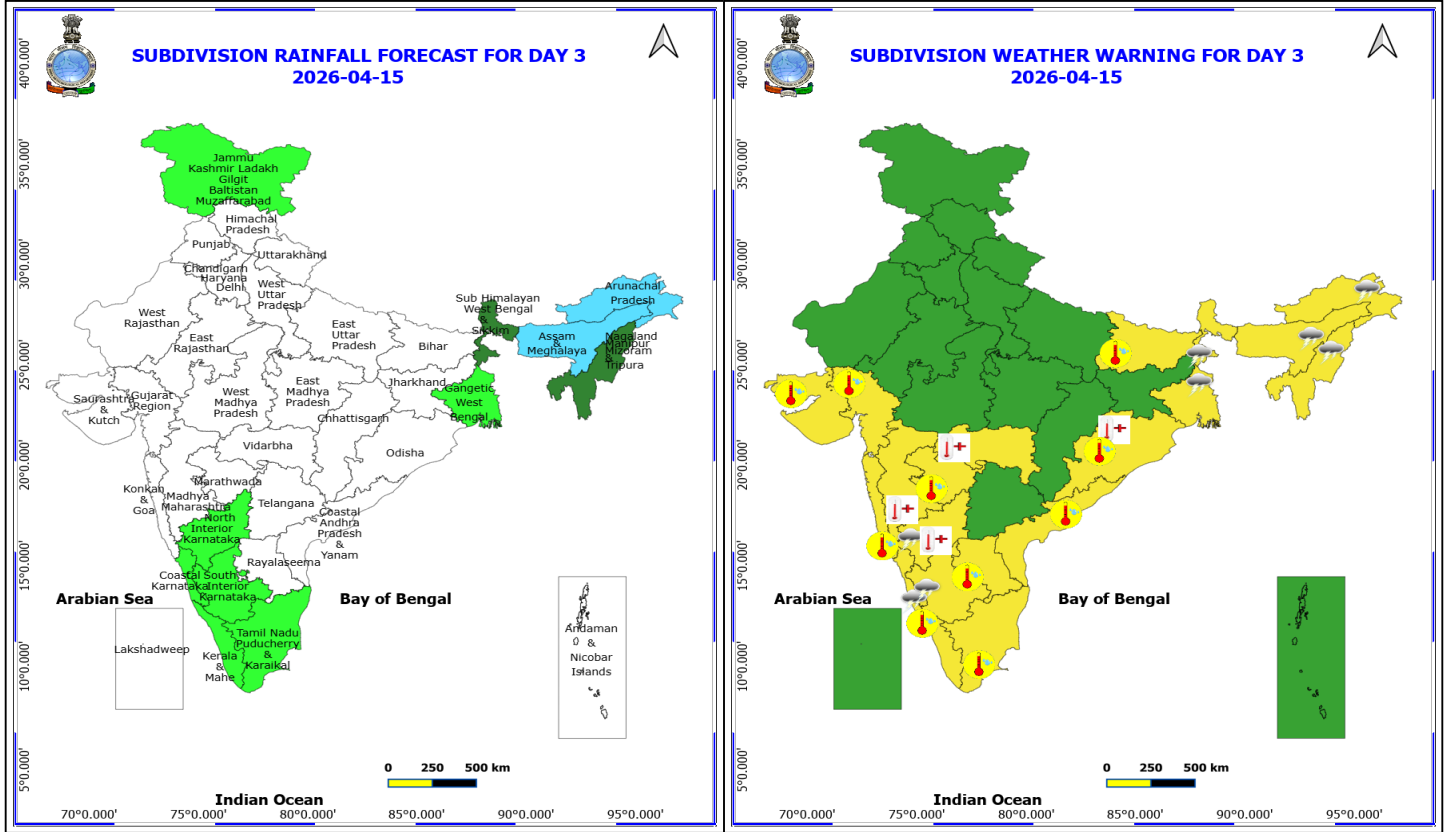 SUBDIVISION RAINFALL FORECAST FOR DAY 3
2026-04-15
40°0.000'
35°0.000'
30°0.000'
25°0.000'
20°0.000'
15°0.000'
10°0.000'
5°0.000'
Jammu
Kashmir Ladakh
Gilgit
Baltistan
Muzaffarabad
Himachal
Pradesh
Punjab
Uttarakhand
Chandigarh
Haryana
Delhi
West
Uttar
Pradesh
West
Rajasthan
East
Rajasthan
East
Uttar
Pradesh
Bihar
Sub Himalayan
West Bengal
&
Sikkim
Arunachal
Pradesh
Assam
&
Meghalaya
Nagaland
Manipur
Mizoram
&
Tripura
Saurashtra
&
Kutch
Gujarat
Region
West
Madhya
Pradesh
East
Madhya
Pradesh
Jharkhand
Gangetic
West
Bengal
Chhattisgarh
Vidarbha
Odisha
Konkan
&
Goa
Madhya
Maharashtra
Marathwada
Telangana
North
Interior
Karnataka
Coastal
Andhra
Pradesh
&
Yanam
Rayalaseema
Coastal
Karnataka
South
Interior
Karnataka
Tamil Nadu
Puducherry
&
Karaikal
Kerala
&
Mahe
Lakshadweep
Andaman
&
Nicobar
Islands
Arabian Sea
Bay of Bengal
0 250 500 km
Indian Ocean
70°0.000' 75°0.000' 80°0.000' 85°0.000' 90°0.000' 95°0.000'
SUBDIVISION WEATHER WARNING FOR DAY 3
2026-04-15
40°0.000'
35°0.000'
30°0.000'
25°0.000'
20°0.000'
15°0.000'
10°0.000'
5°0.000'
Arabian Sea
Bay of Bengal
0 250 500 km
Indian Ocean
70°0.000' 75°0.000' 80°0.000' 85°0.000' 90°0.000' 95°0.000'